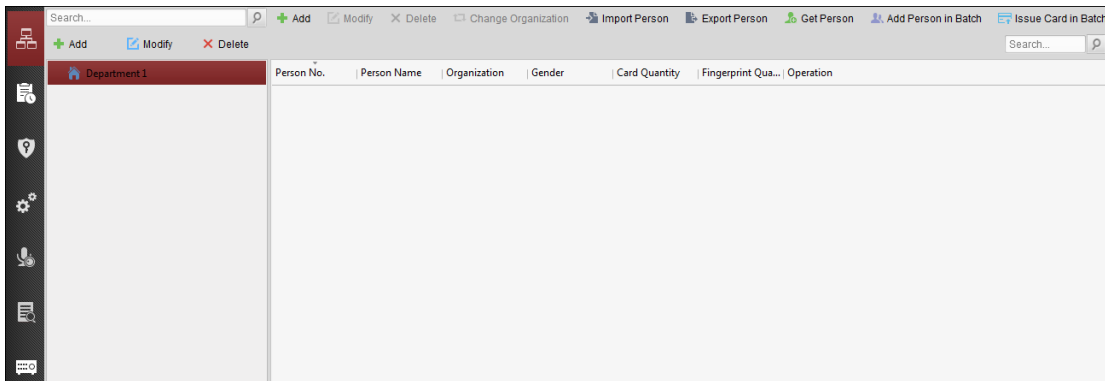 Search... Add Modify Delete Change Organization Import Person Export Person Get Person Add Person in Batch Issue Card in Batch
Add Modify Delete Search...
Department 1 Person No. Person Name Organization Gender Card Quantity Fingerprint Qua... Operation